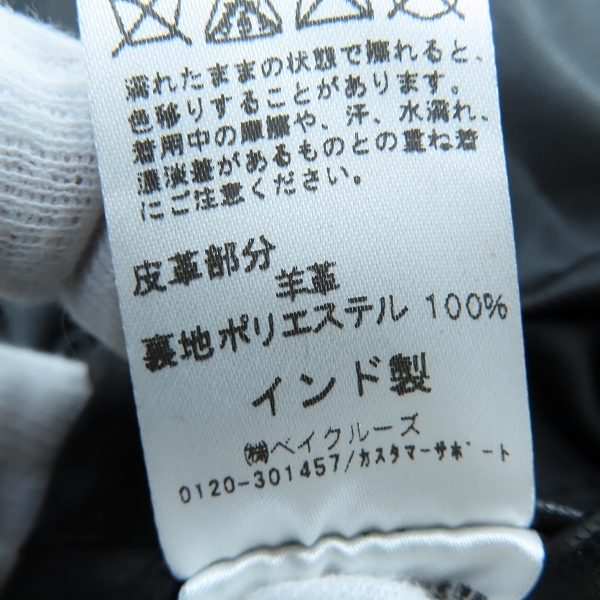 濡れたままの状態で擦れると、
色移りすることがあります。
着用中の摩擦や、汗、水濡れ、
濃淡差があるものとの重ね着
にご注意ください。
皮革部分
羊革
裏地ポリエステル 100%
インド製
㈱ベイクルーズ
0120-301457/カスタマーサポート